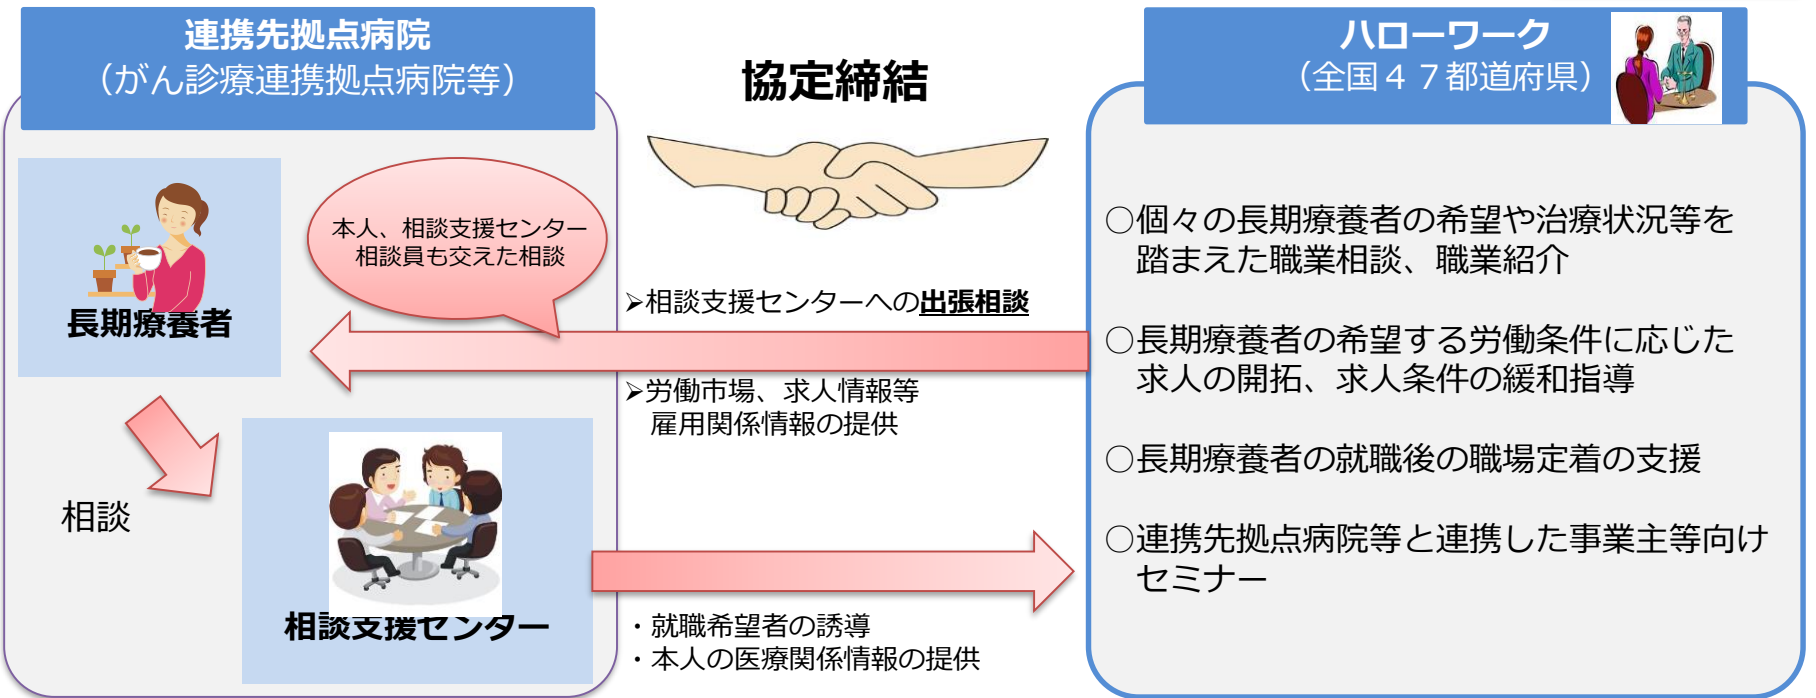 連携先拠点病院
（がん診療連携拠点病院等）
長期療養者
本人、相談支援センター
相談員も交えた相談
相談
相談支援センター
協定締結
➢相談支援センターへの出張相談
➢労働市場、求人情報等
雇用関係情報の提供
・就職希望者の誘導
・本人の医療関係情報の提供
ハローワーク
（全国４７都道府県）
○個々の長期療養者の希望や治療状況等を
踏まえた職業相談、職業紹介
○長期療養者の希望する労働条件に応じた
求人の開拓、求人条件の緩和指導
○長期療養者の就職後の職場定着の支援
○連携先拠点病院等と連携した事業主等向け
セミナー